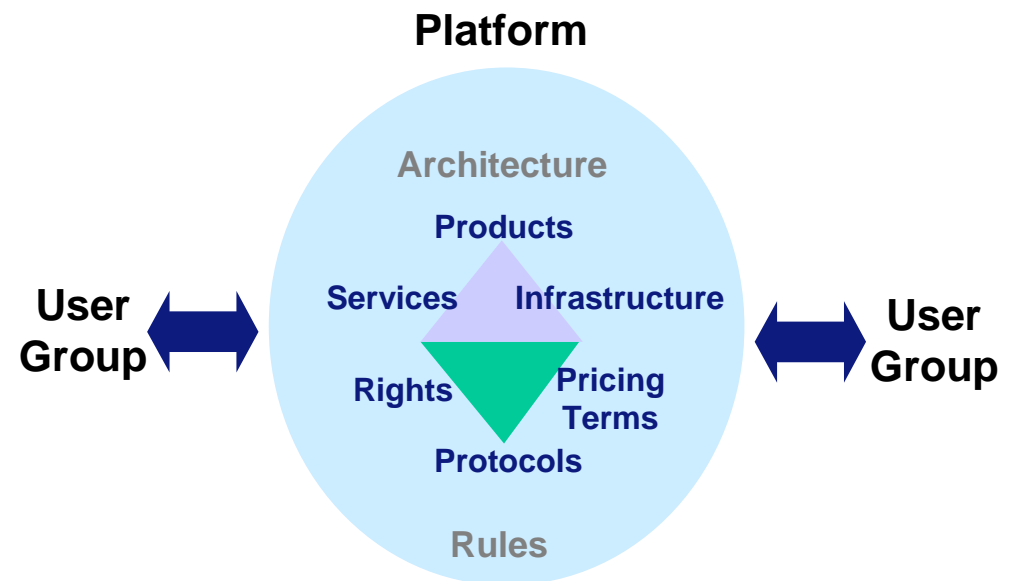 Platform
Architecture
Products
Services
Infrastructure
User
Group
User
Group
Rights
Pricing
Terms
Protocols
Rules